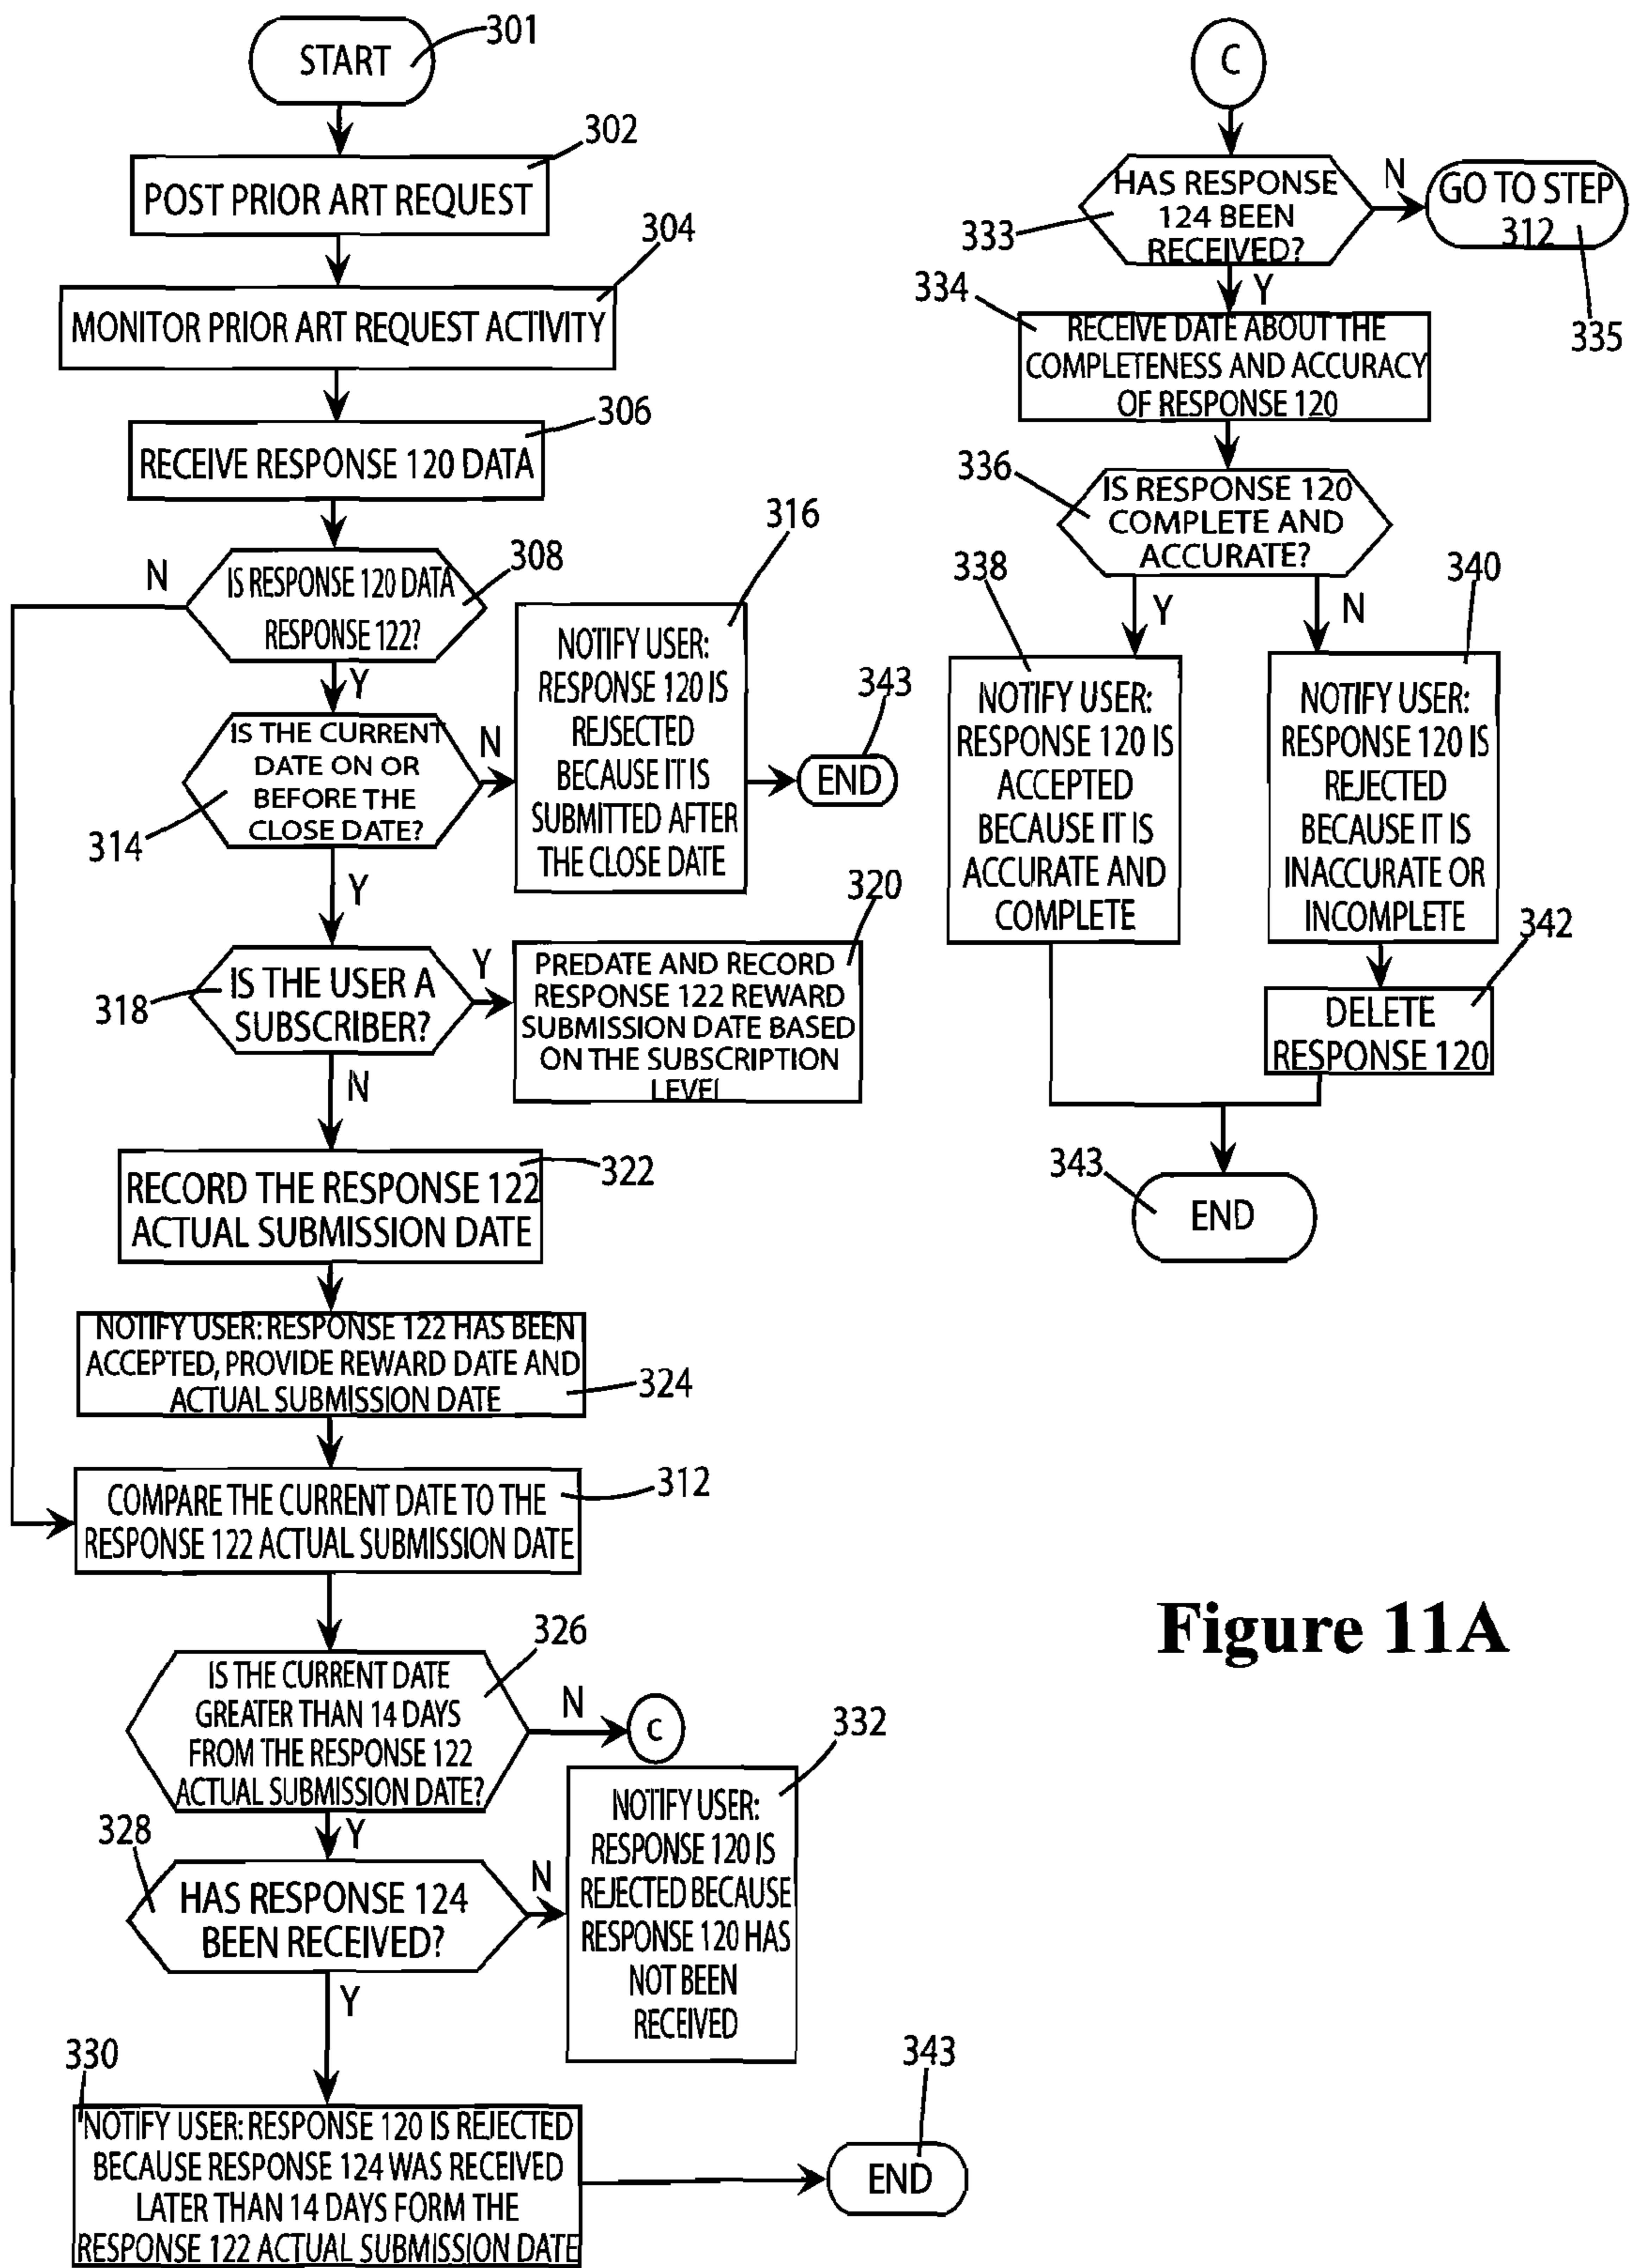 START
301
302
POST PRIOR ART REQUEST
304
MONITOR PRIOR ART REQUEST ACTIVITY
306
RECEIVE RESPONSE 120 DATA
308
IS RESPONSE 120 DATA
RESPONSE 122?
N
Y
314
IS THE CURRENT
DATE ON OR
BEFORE THE
CLOSE DATE?
N
316
NOTIFY USER:
RESPONSE 120 IS
REJSECTED
BECAUSE IT IS
SUBMITTED AFTER
THE CLOSE DATE
343
END
Y
318
IS THE USER A
SUBSCRIBER?
Y
320
PREDATE AND RECORD
RESPONSE 122 REWARD
SUBMISSION DATE BASED
ON THE SUBSCRIPTION
LEVEL
N
322
RECORD THE RESPONSE 122
ACTUAL SUBMISSION DATE
NOTIFY USER: RESPONSE 122 HAS BEEN
ACCEPTED, PROVIDE REWARD DATE AND
ACTUAL SUBMISSION DATE
324
312
COMPARE THE CURRENT DATE TO THE
RESPONSE 122 ACTUAL SUBMISSION DATE
326
IS THE CURRENT DATE
GREATER THAN 14 DAYS
FROM THE RESPONSE 122
ACTUAL SUBMISSION DATE?
N
C
Y
328
HAS RESPONSE 124
BEEN RECEIVED?
N
332
NOTIFY USER:
RESPONSE 120 IS
REJECTED BECAUSE
RESPONSE 120 HAS
NOT BEEN
RECEIVED
Y
330
NOTIFY USER: RESPONSE 120 IS REJECTED
BECAUSE RESPONSE 124 WAS RECEIVED
LATER THAN 14 DAYS FORM THE
RESPONSE 122 ACTUAL SUBMISSION DATE
343
END
C
333
HAS RESPONSE
124 BEEN
RECEIVED?
N
GO TO STEP
312
335
Y
334
RECEIVE DATE ABOUT THE
COMPLETENESS AND ACCURACY
OF RESPONSE 120
336
IS RESPONSE 120
COMPLETE AND
ACCURATE?
Y
N
338
NOTIFY USER:
RESPONSE 120 IS
ACCEPTED
BECAUSE IT IS
ACCURATE AND
COMPLETE
340
NOTIFY USER:
RESPONSE 120 IS
REJECTED
BECAUSE IT IS
INACCURATE OR
INCOMPLETE
342
DELETE
RESPONSE 120
343
END
Figure 11A